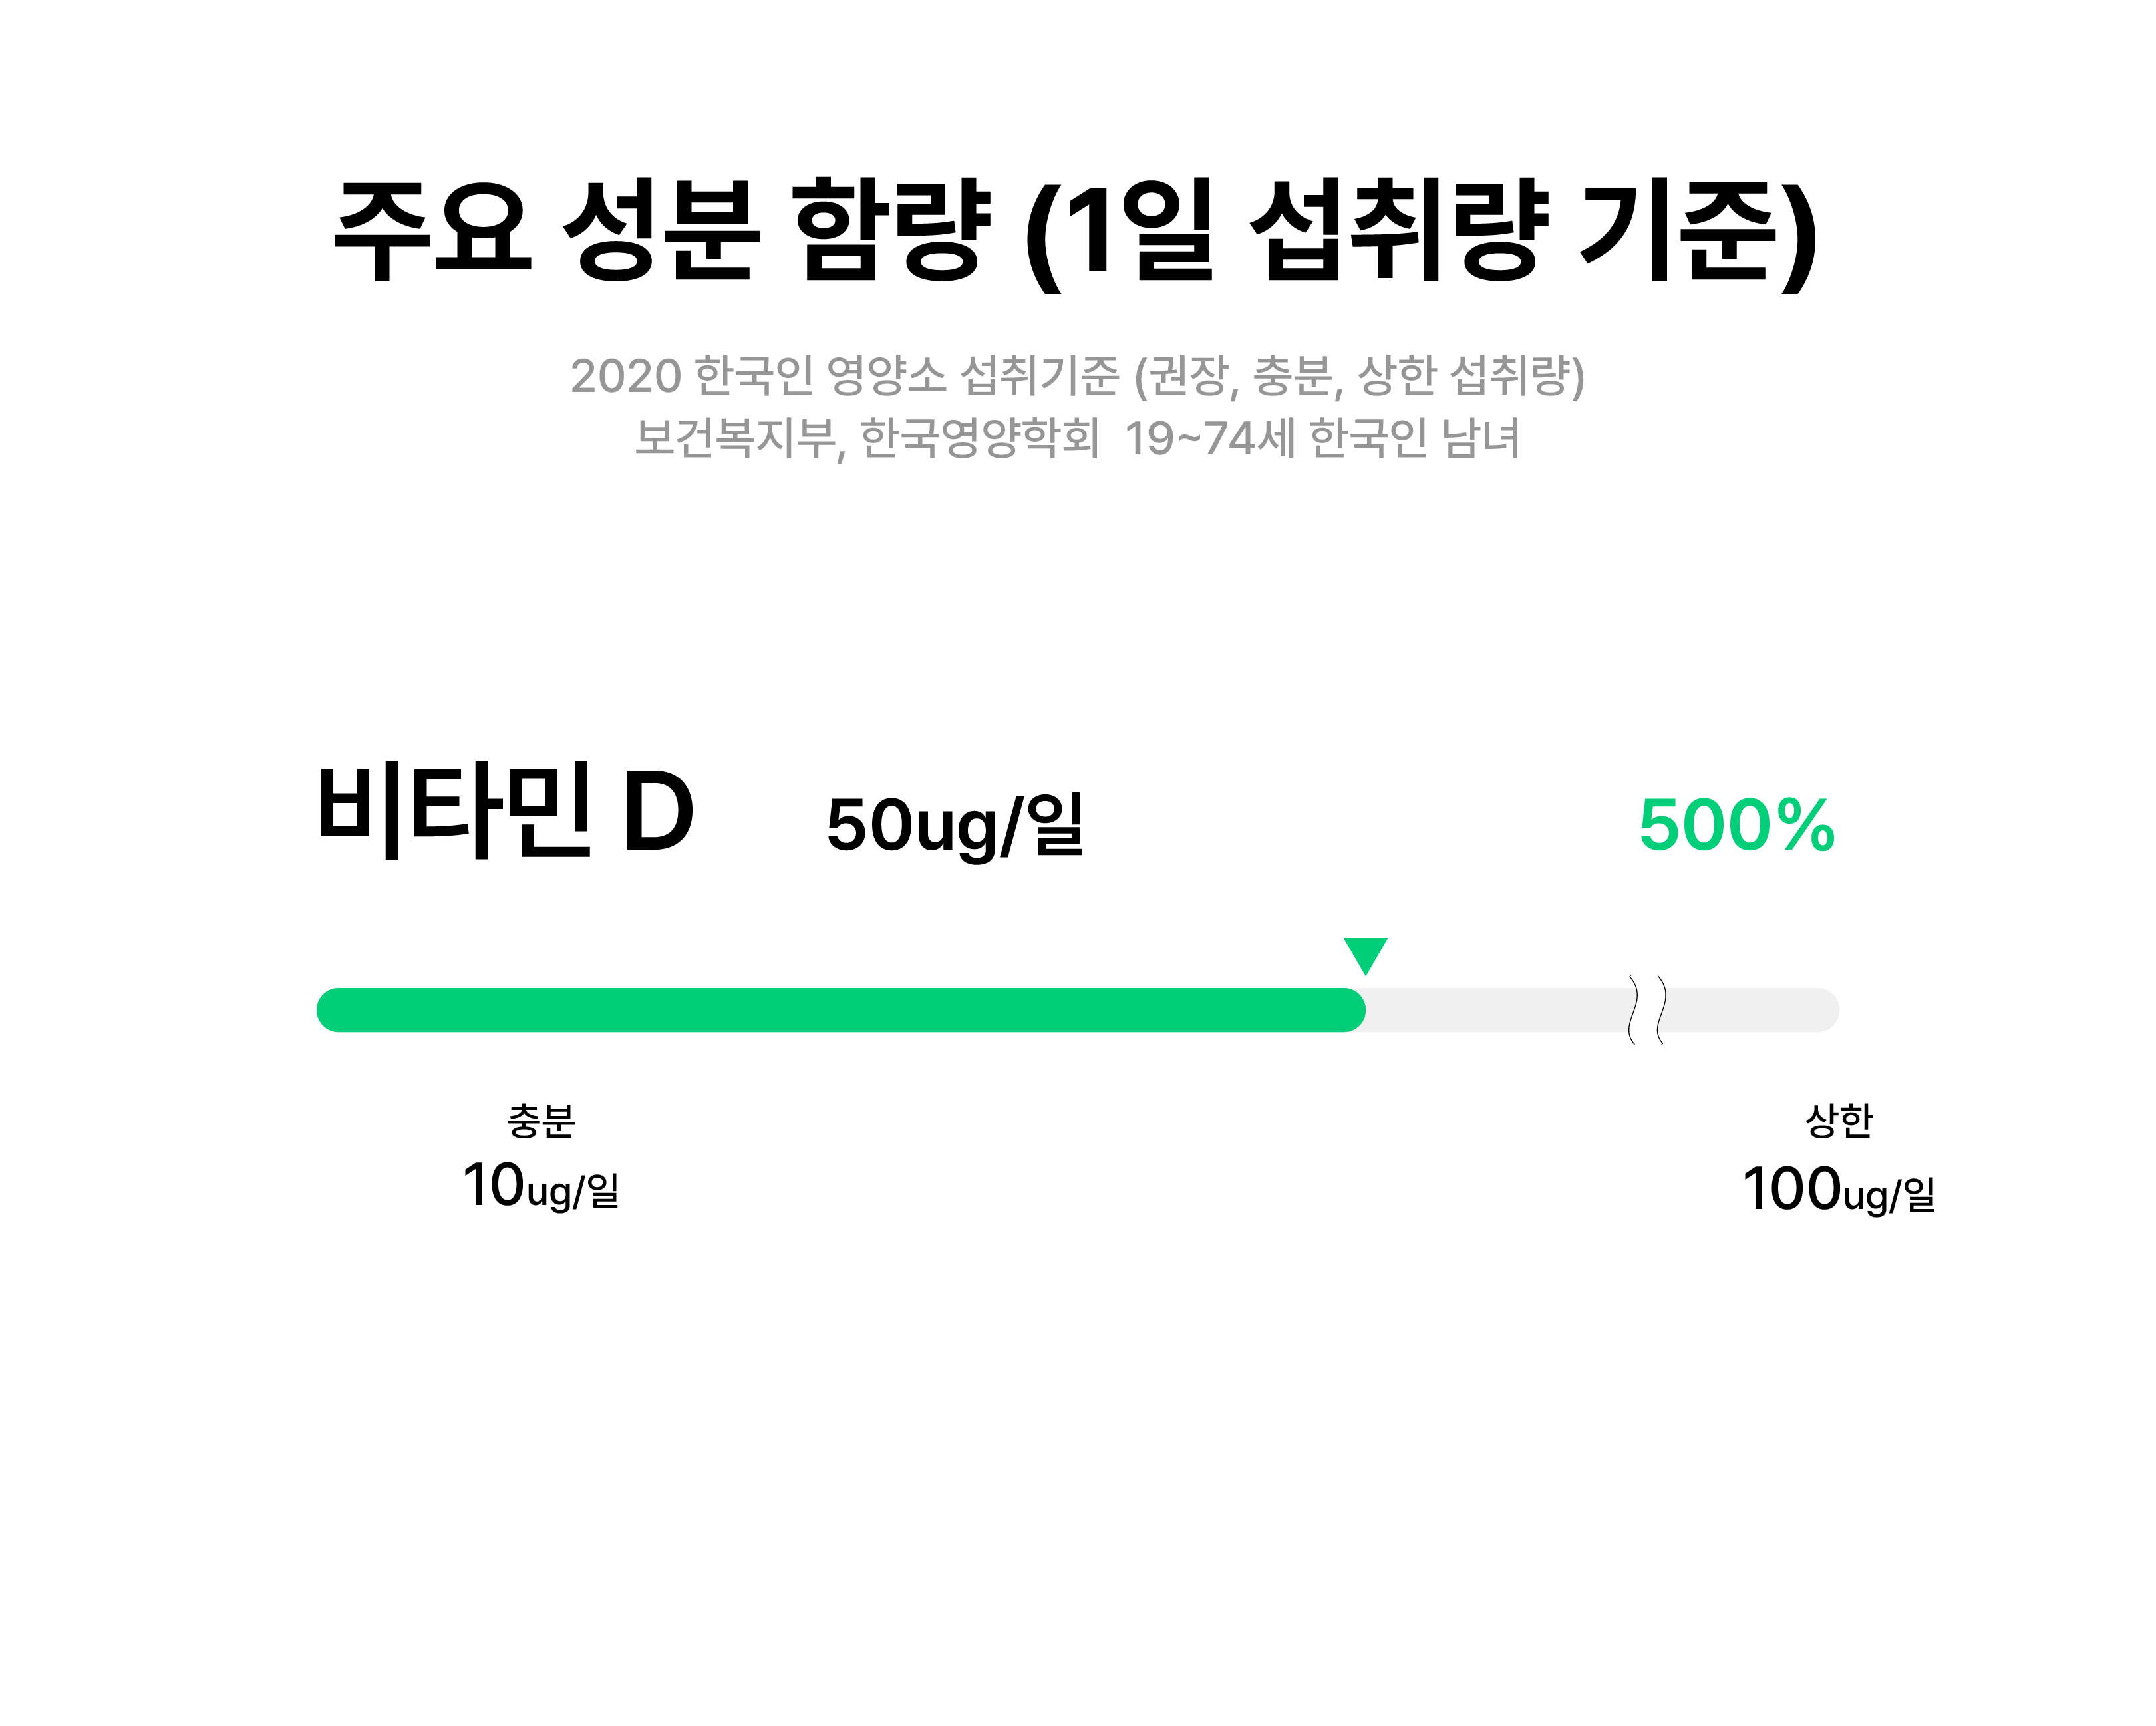 주요 성분 함량 (1일 섭취량 기준)
2020 한국인 영양소 섭취기준 (권장, 충분, 상한 섭취량)
보건복지부, 한국영양학회 19~74세 한국인 남녀
비타민 D 50ug/일 500%
충분 상한
10ug/일 100ug/일